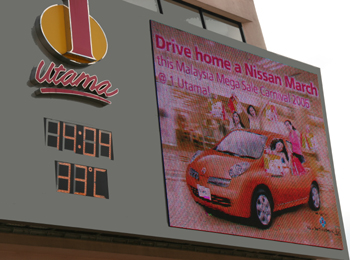 1
Utama
33°C
Drive home a Nissan March
this Malaysia Mega Sale Carnival 2006
@ 1 Utama!